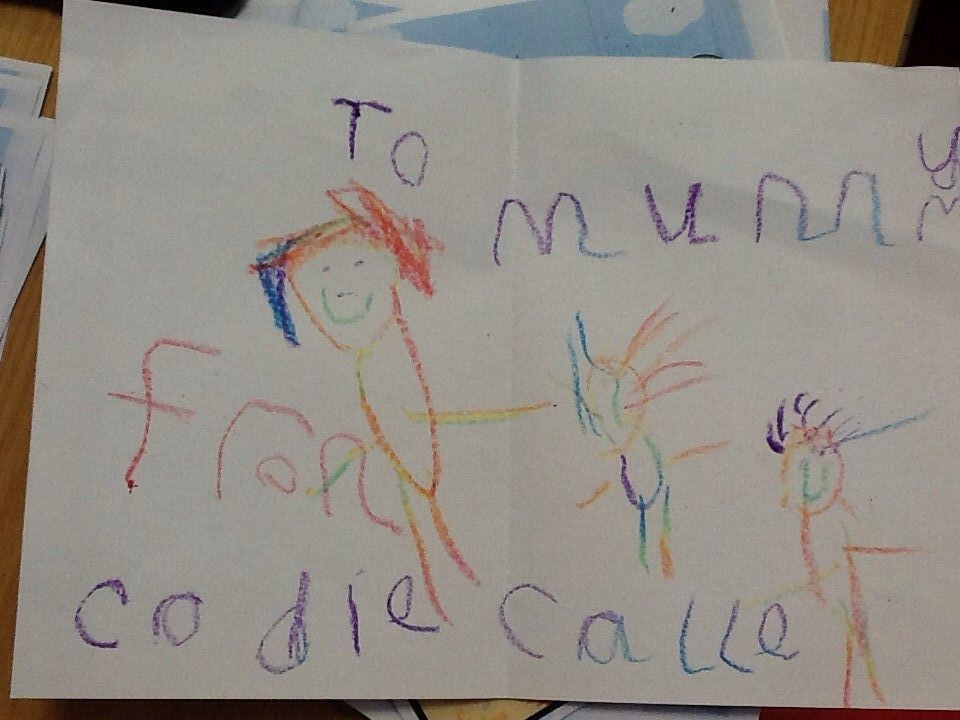 To mummy
from
codie calle